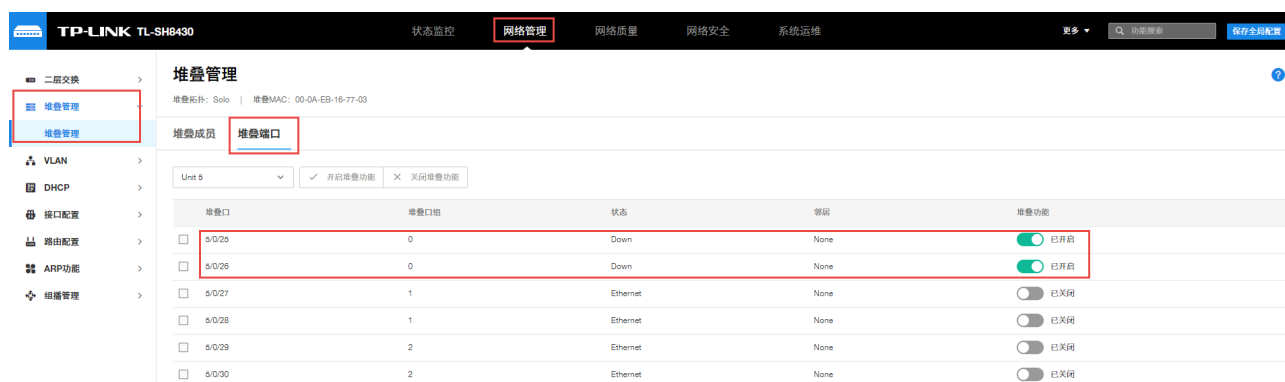 TP-LINK TL-SH8430 状态监控 网络管理 网络质量 网络安全 系统运维 更多 功能搜索 保存全局配置
二层交换
堆叠管理
堆叠管理
VLAN
DHCP
接口配置
路由配置
ARP功能
组播管理
堆叠管理 ?
堆叠拓扑: Solo | 堆叠MAC: 00-0A-EB-16-77-03
堆叠成员 堆叠端口
Unit 5 开启堆叠功能 关闭堆叠功能
堆叠口 堆叠口组 状态 邻居 堆叠功能
5/0/25 0 Down None 已开启
5/0/26 0 Down None 已开启
5/0/27 1 Ethernet None 已关闭
5/0/28 1 Ethernet None 已关闭
5/0/29 2 Ethernet None 已关闭
5/0/30 2 Ethernet None 已关闭